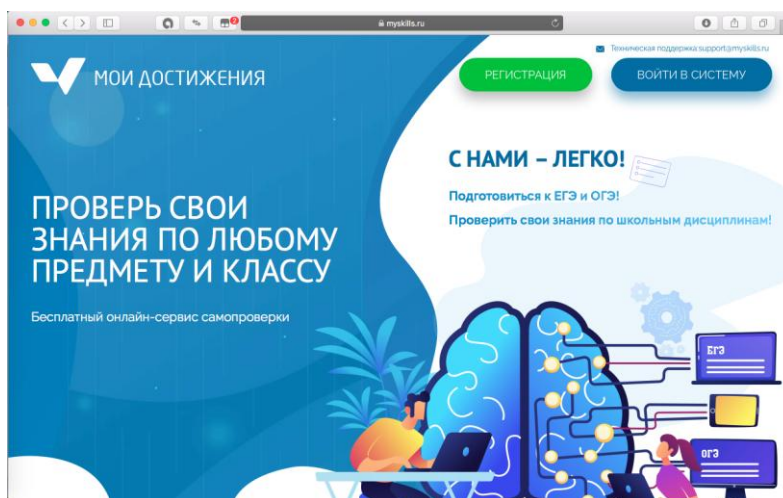 myskills.ru
2
Техническая поддержка:support@myskills.ru
МОИ ДОСТИЖЕНИЯ
РЕГИСТРАЦИЯ
ВОЙТИ В СИСТЕМУ
С НАМИ – ЛЕГКО!
Подготовиться к ЕГЭ и ОГЭ!
Проверить свои знания по школьным дисциплинам!
ПРОВЕРЬ СВОИ
ЗНАНИЯ ПО ЛЮБОМУ
ПРЕДМЕТУ И КЛАССУ
Бесплатный онлайн-сервис самопроверки
ЕГЭ
ОГЭ